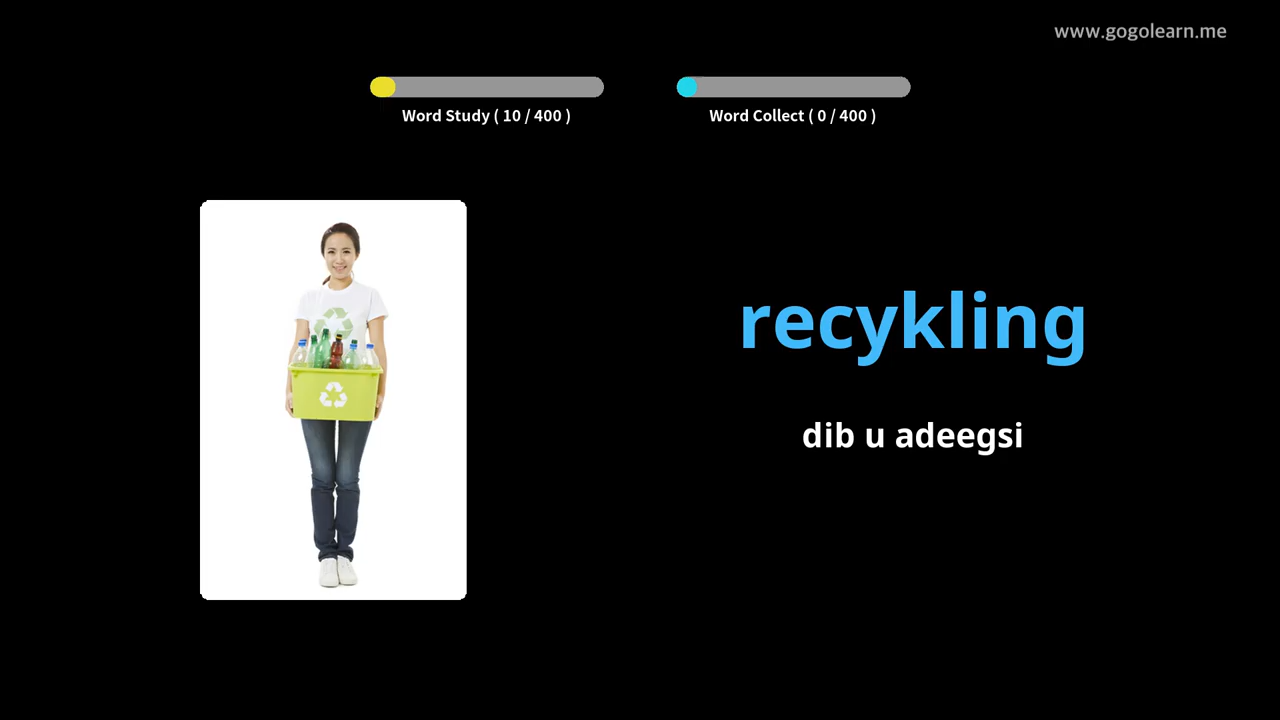 www.gogolearn.me
Word Study ( 10 / 400 )
Word Collect ( 0 / 400 )
recykling
dib u adeegsi